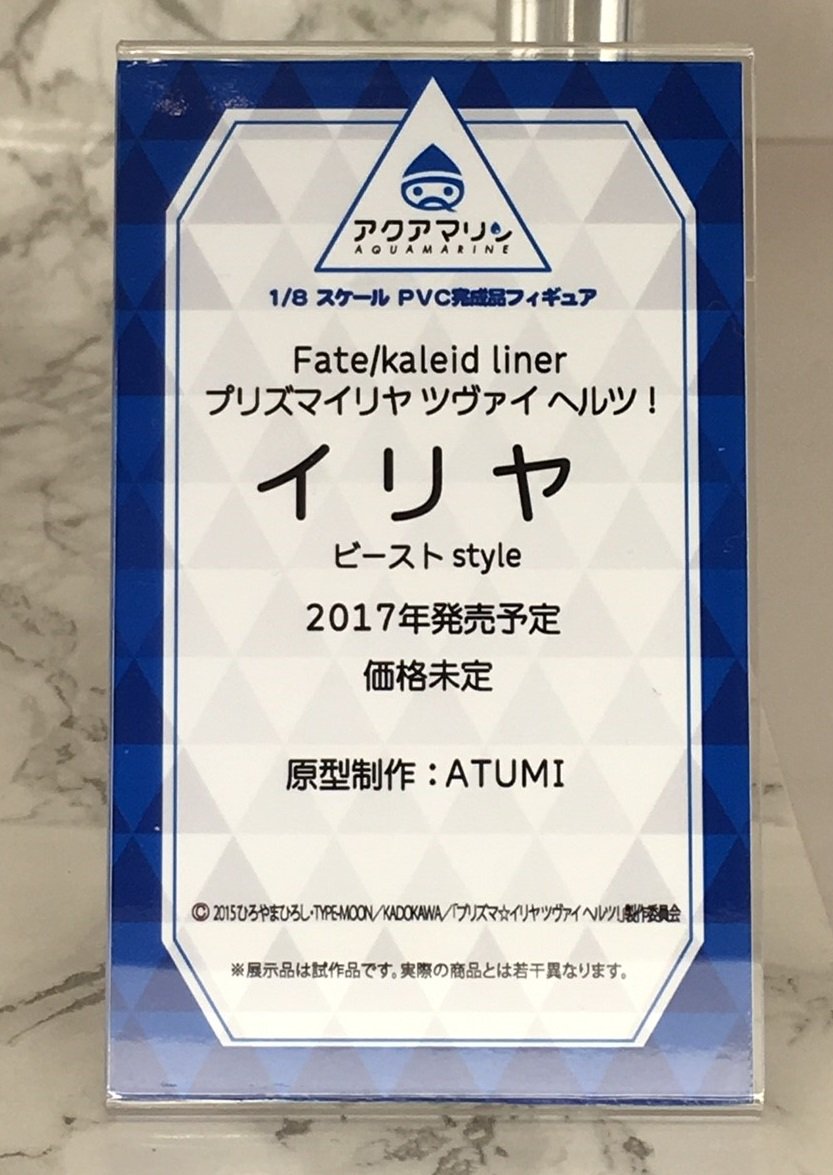 アクアマリン
AQUAMARINE
1/8 スケール PVC完成品フィギュア
Fate/kaleid liner
プリズマイリヤ ツヴァイ ヘルツ！
イリヤ
ビースト style
2017年発売予定
価格未定
原型制作：ATUMI
© 2015 ひろやまひろし・TYPE-MOON／KADOKAWA／「プリズマ☆イリヤ ツヴァイ ヘルツ！」製作委員会
※展示品は試作品です。実際の商品とは若干異なります。